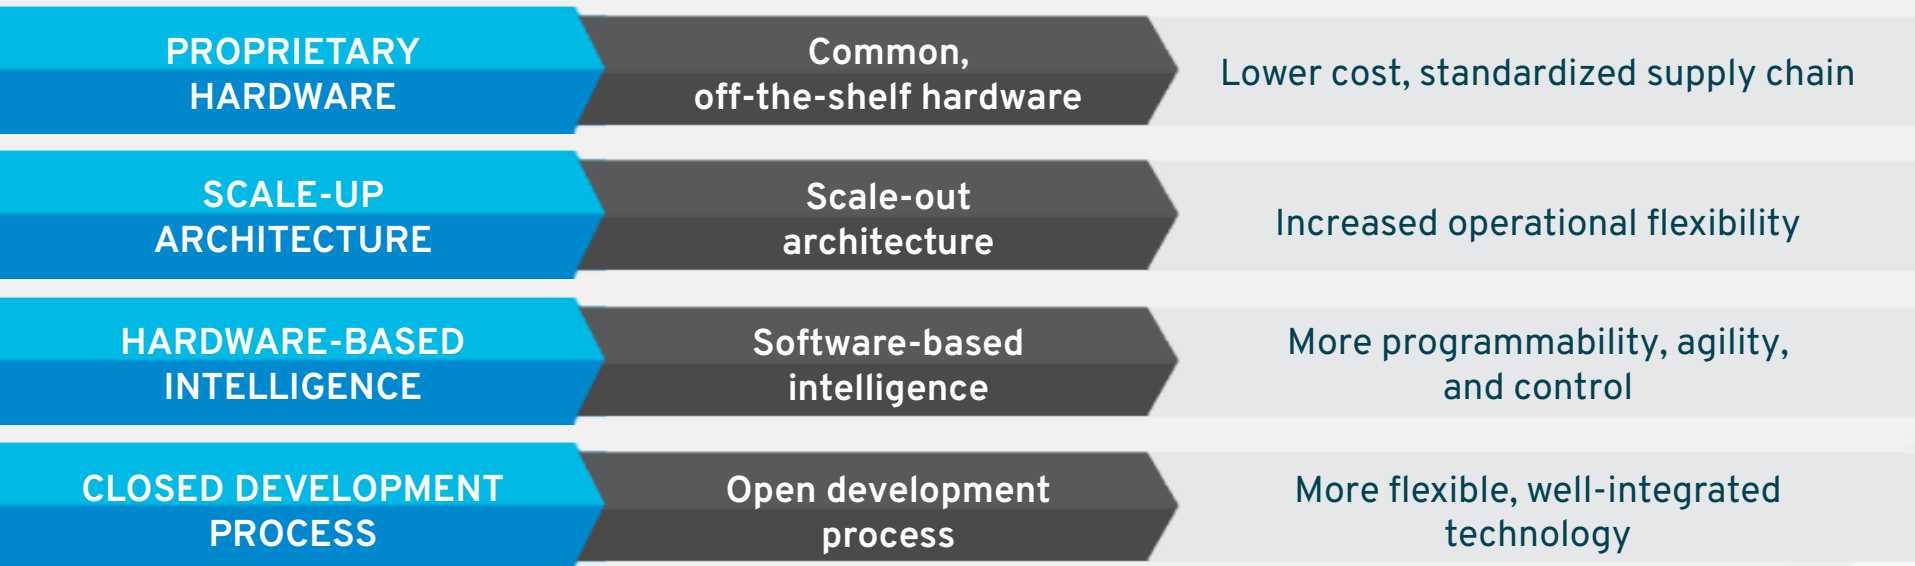 PROPRIETARY
HARDWARE
Common,
off-the-shelf hardware
Lower cost, standardized supply chain
SCALE-UP
ARCHITECTURE
Scale-out
architecture
Increased operational flexibility
HARDWARE-BASED
INTELLIGENCE
Software-based
intelligence
More programmability, agility,
and control
CLOSED DEVELOPMENT
PROCESS
Open development
process
More flexible, well-integrated
technology